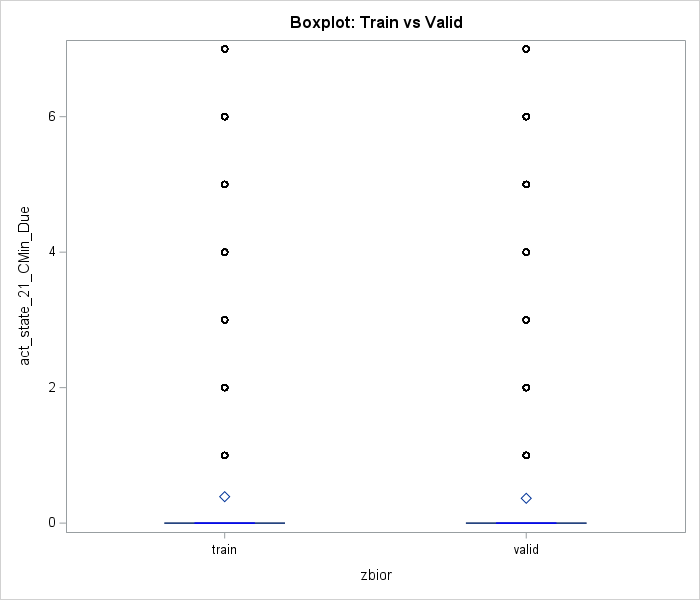 Boxplot: Train vs Valid
act_state_21_CMin_Due
6
4
2
0
train valid
zbior